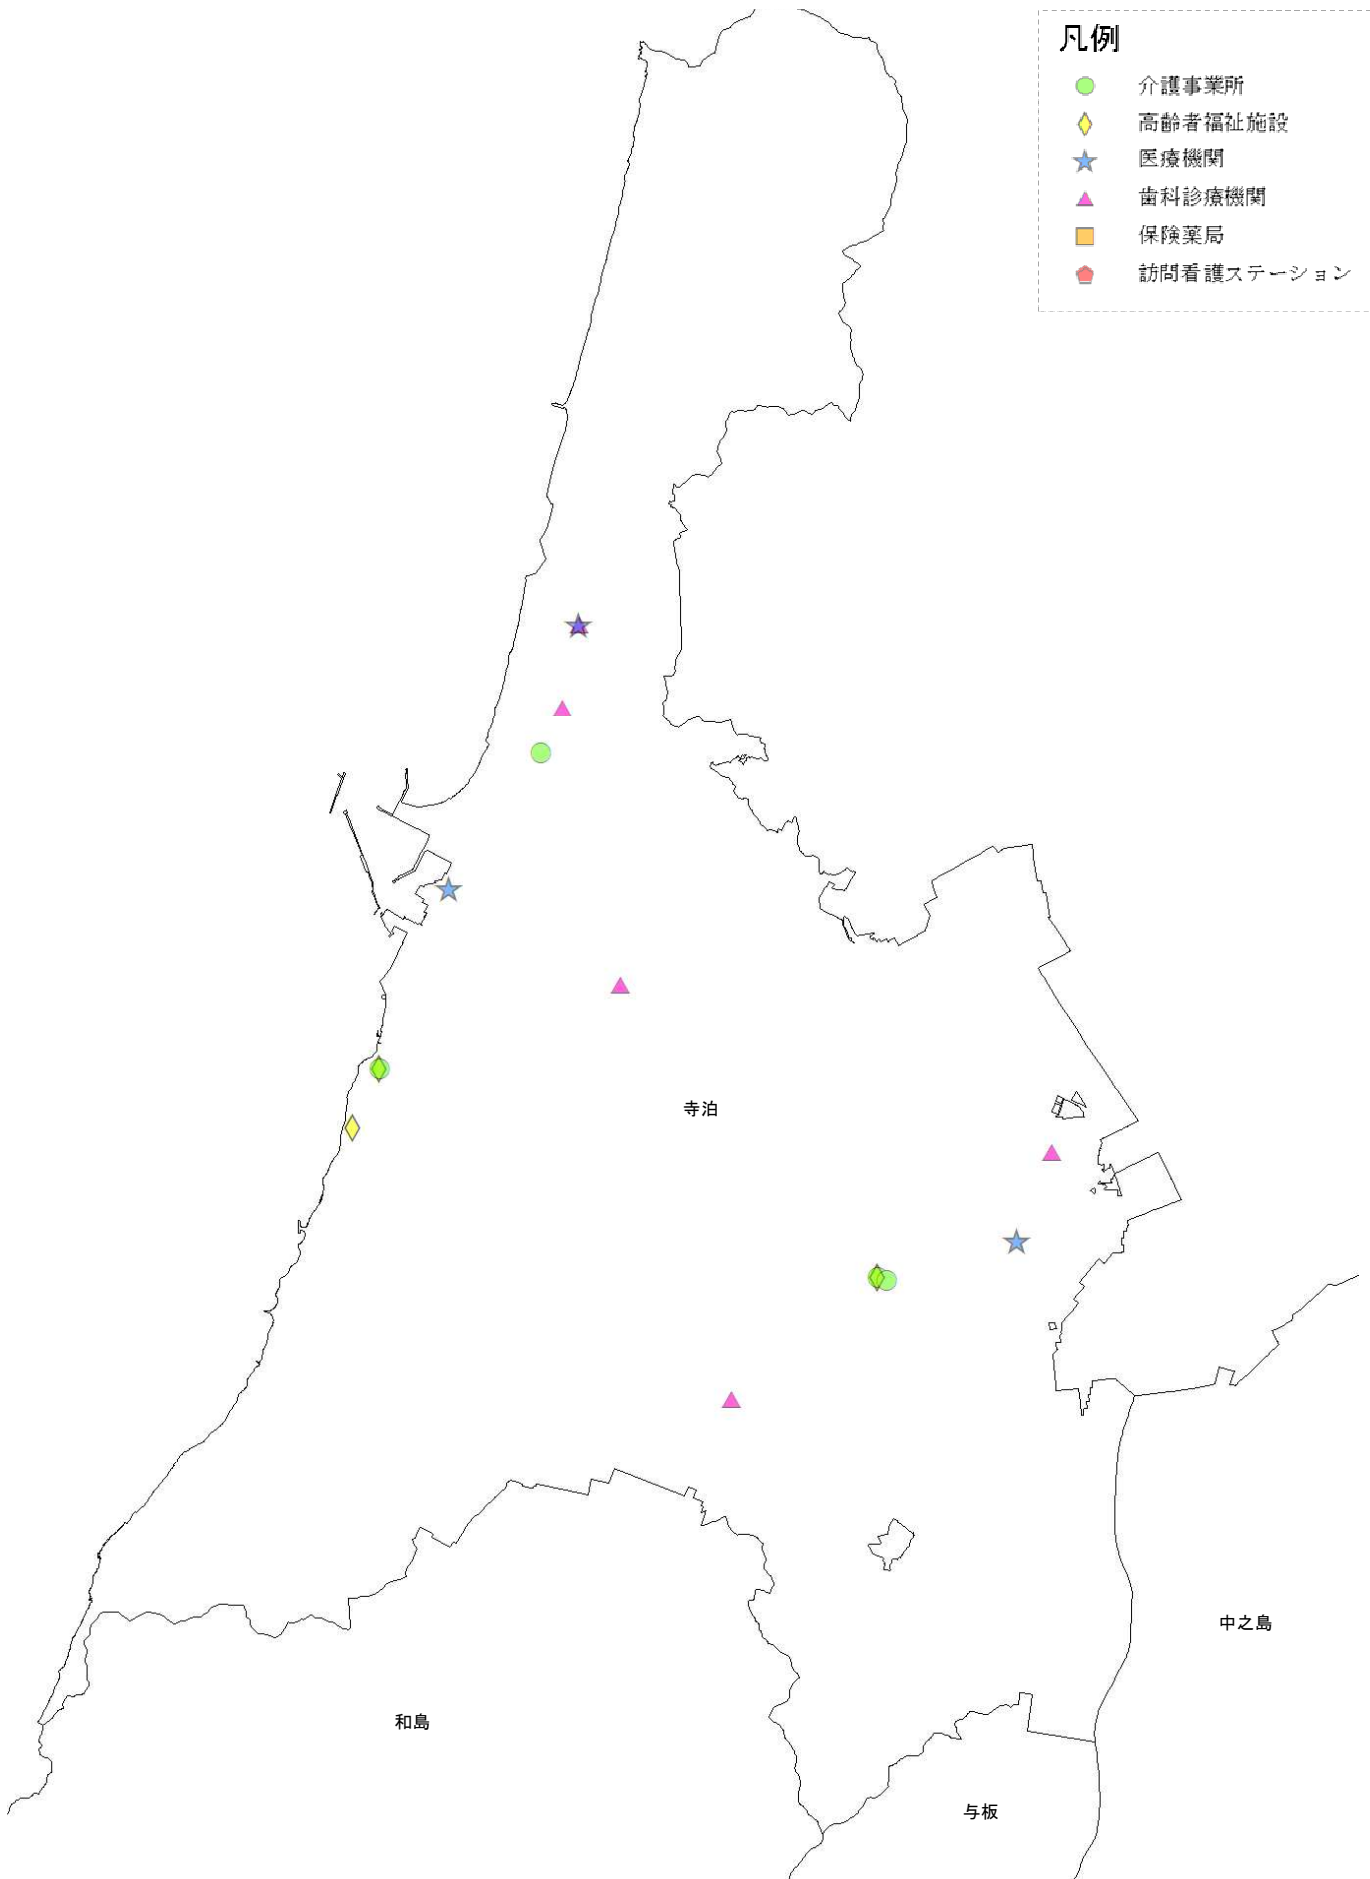 凡例
介護事業所
高齢者福祉施設
医療機関
歯科診療機関
保険薬局
訪問看護ステーション
寺泊
中之島
和島
与板